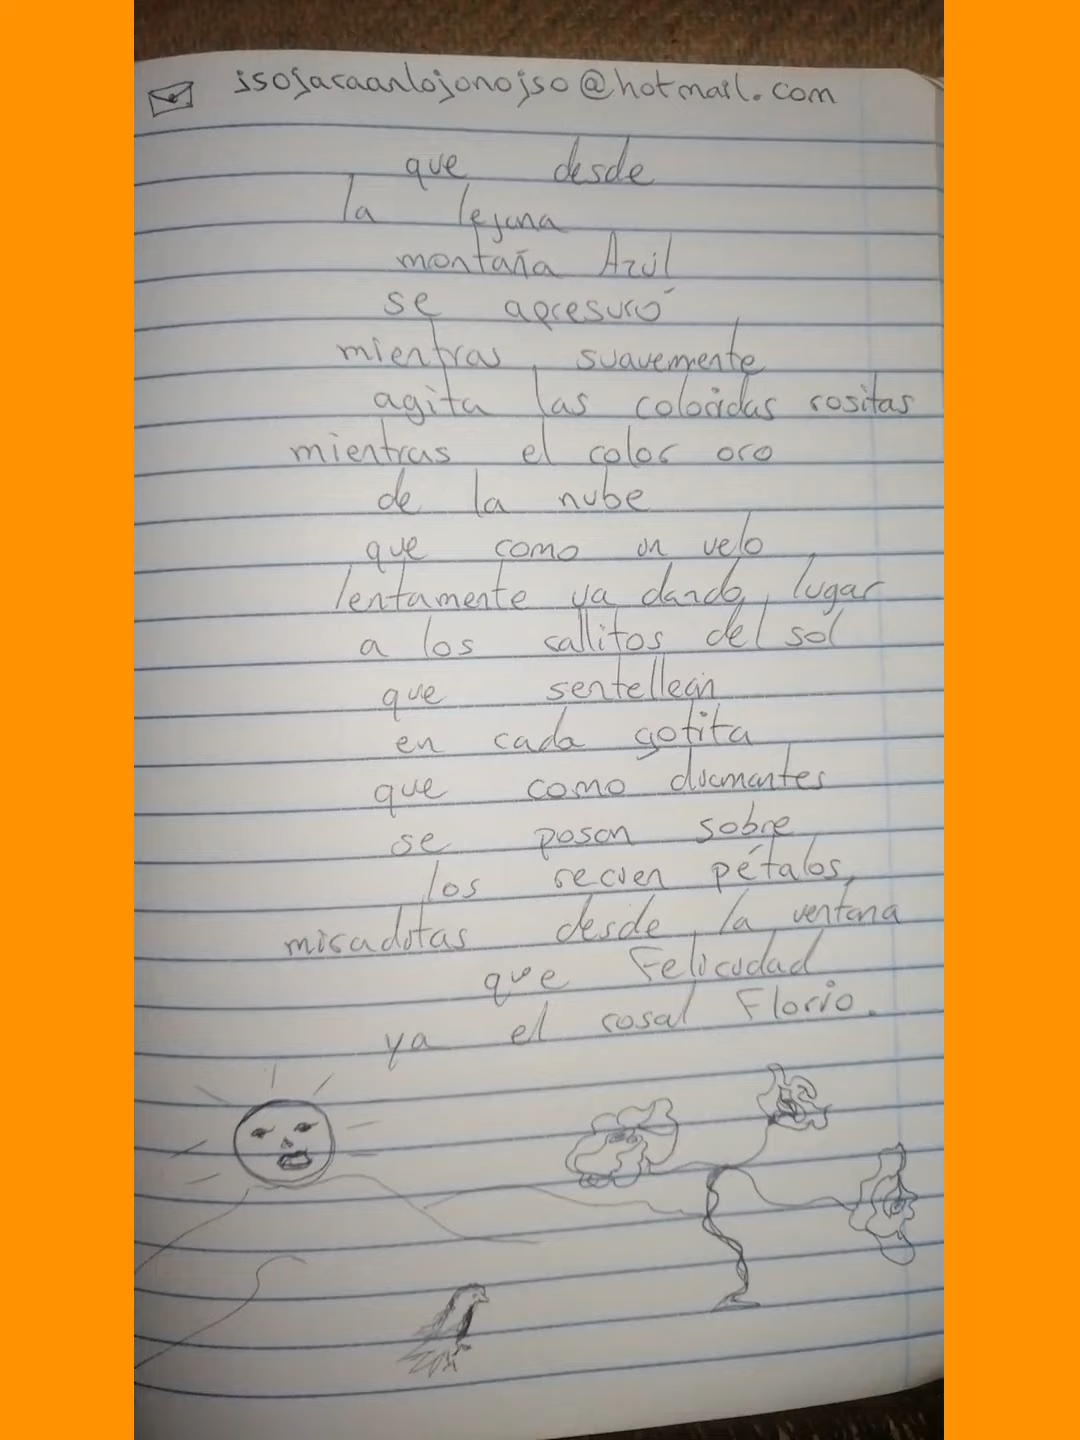 isojacaanlojonojso@hotmail.com
que desde
la lejana
montaña Azúl
se apresuró
mientras suavemente
agita las coloridas rositas
mientras el color oro
de la nube
que como un velo
lentamente va dando lugar
a los rallitos del sol
que sentellean
en cada gotita
que como diamantes
se posan sobre
los recien pétalos,
miraditas desde la ventana
que Felicidad
ya el rosal Florio.